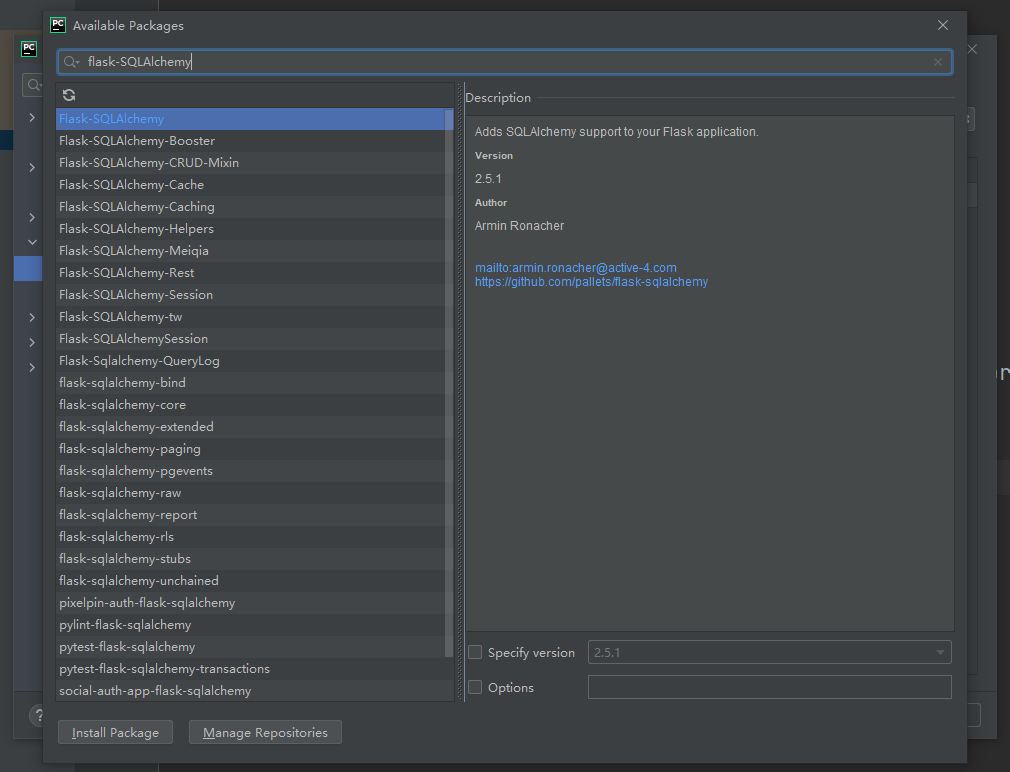 PC
Available Packages
PC
flask-SQLAlchemy
Flask-SQLAlchemy
Flask-SQLAlchemy-Booster
Flask-SQLAlchemy-CRUD-Mixin
Flask-SQLAlchemy-Cache
Flask-SQLAlchemy-Caching
Flask-SQLAlchemy-Helpers
Flask-SQLAlchemy-Meiqia
Flask-SQLAlchemy-Rest
Flask-SQLAlchemy-Session
Flask-SQLAlchemy-tw
Flask-SQLAlchemySession
Flask-Sqlalchemy-QueryLog
flask-sqlalchemy-bind
flask-sqlalchemy-core
flask-sqlalchemy-extended
flask-sqlalchemy-paging
flask-sqlalchemy-pgevents
flask-sqlalchemy-raw
flask-sqlalchemy-report
flask-sqlalchemy-rls
flask-sqlalchemy-stubs
flask-sqlalchemy-unchained
pixelpin-auth-flask-sqlalchemy
pylint-flask-sqlalchemy
pytest-flask-sqlalchemy
pytest-flask-sqlalchemy-transactions
social-auth-app-flask-sqlalchemy
Description
Adds SQLAlchemy support to your Flask application.
Version
2.5.1
Author
Armin Ronacher
mailto:armin.ronacher@active-4.com
https://github.com/pallets/flask-sqlalchemy
Specify version 2.5.1
Options
?
Install Package Manage Repositories